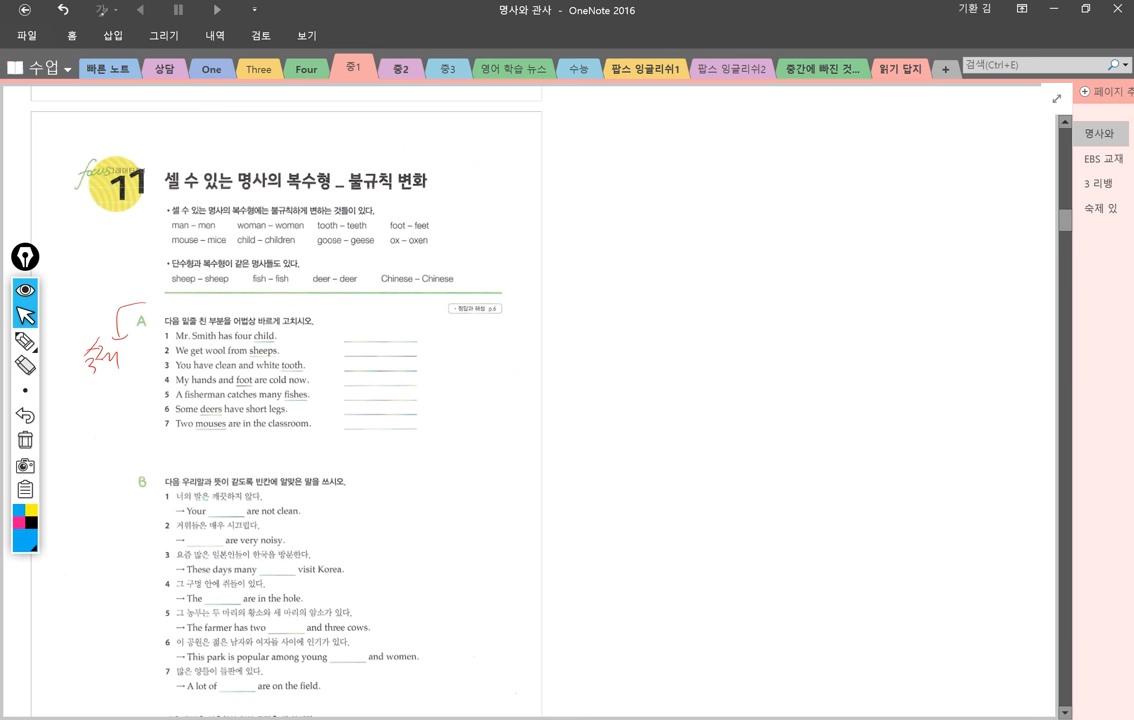 명사와 관사 - OneNote 2016
기환 김
파일 홈 삽입 그리기 내역 검토 보기
수업 빠른 노트 상담 One Three Four 중1 중2 중3 영어 학습 뉴스 수능 팝스 잉글리쉬1 팝스 잉글리쉬2 중간에 빠진 것... 읽기 답지 + 검색(Ctrl+E)
페이지 추
명사와
EBS 교재
3 리뱅
숙제 있
focus
11 셀 수 있는 명사의 복수형 _ 불규칙 변화
• 셀 수 있는 명사의 복수형에는 불규칙하게 변하는 것들이 있다.
man – men woman – women tooth – teeth foot – feet
mouse – mice child – children goose – geese ox – oxen
• 단수형과 복수형이 같은 명사들도 있다.
sheep – sheep fish – fish deer – deer Chinese – Chinese
정답과 해설 p.6
A 다음 밑줄 친 부분을 어법상 바르게 고치시오.
1 Mr. Smith has four child.
2 We get wool from sheeps.
3 You have clean and white tooth.
4 My hands and foot are cold now.
5 A fisherman catches many fishes.
6 Some deers have short legs.
7 Two mouses are in the classroom.
숙제
B 다음 우리말과 뜻이 같도록 빈칸에 알맞은 말을 쓰시오.
1 너의 발은 깨끗하지 않다.
→ Your ______ are not clean.
2 거위들은 매우 시끄럽다.
→ ______ are very noisy.
3 요즘 많은 일본인들이 한국을 방문한다.
→ These days many ______ visit Korea.
4 그 구멍 안에 쥐들이 있다.
→ The ______ are in the hole.
5 그 농부는 두 마리의 황소와 세 마리의 암소가 있다.
→ The farmer has two ______ and three cows.
6 이 공원은 젊은 남자와 여자들 사이에 인기가 있다.
→ This park is popular among young ______ and women.
7 많은 양들이 들판에 있다.
→ A lot of ______ are on the field.